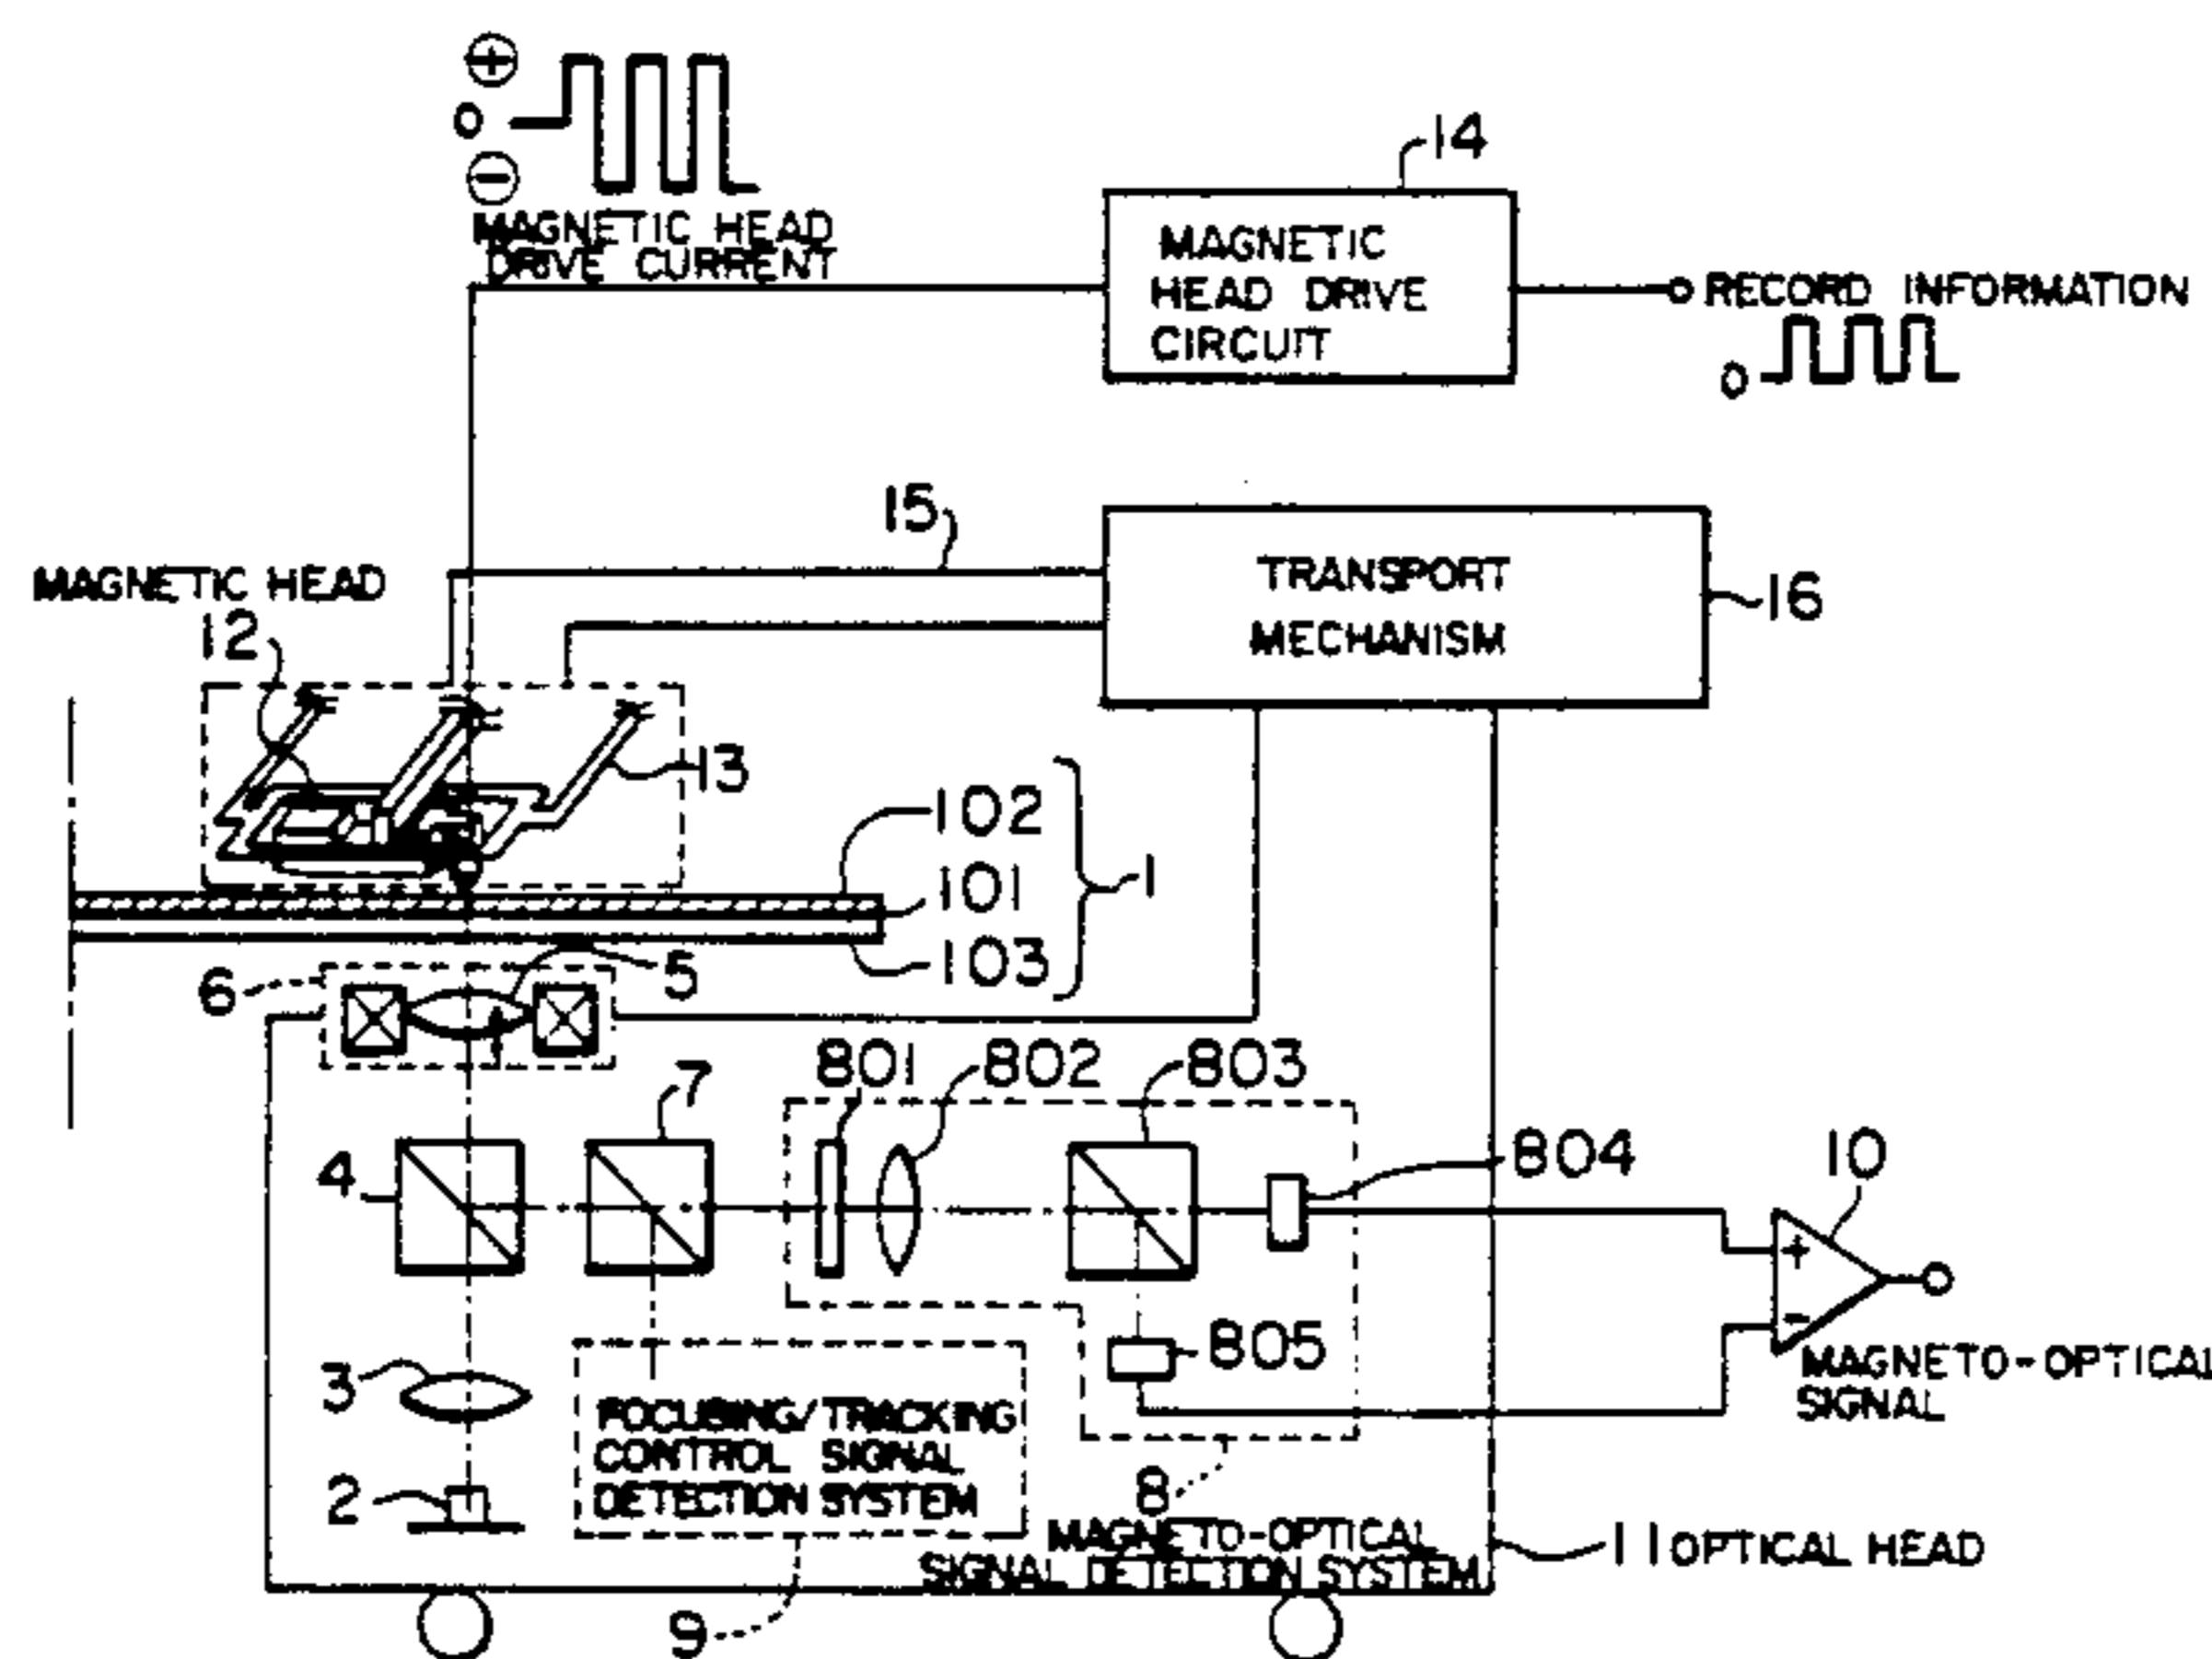 ⊕
0
⊖
MAGNETIC HEAD
DRIVE CURRENT
14
MAGNETIC
HEAD DRIVE
CIRCUIT
RECORD INFORMATION
0
15
TRANSPORT
MECHANISM
16
MAGNETIC HEAD
12
13
102
101
103
1
6
5
7
801
802
803
804
10
4
+
-
805
MAGNETO-OPTICAL
SIGNAL
3
FOCUSING/TRACKING
CONTROL SIGNAL
DETECTION SYSTEM
2
8
MAGNETO-OPTICAL
SIGNAL DETECTION SYSTEM
11 OPTICAL HEAD
9